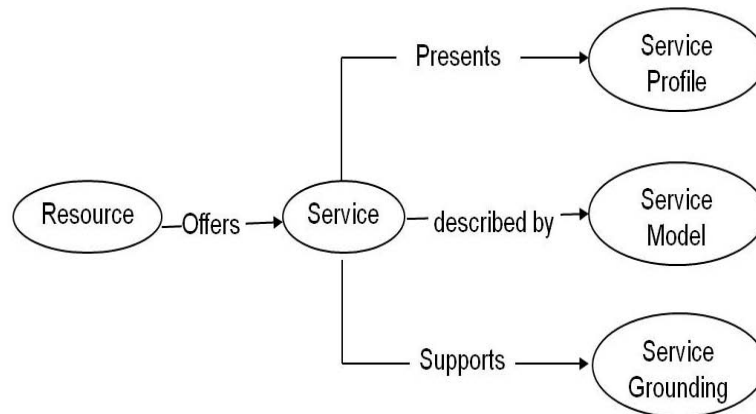 Presents
Service
Profile
Resource
Offers
Service
described by
Service
Model
Supports
Service
Grounding